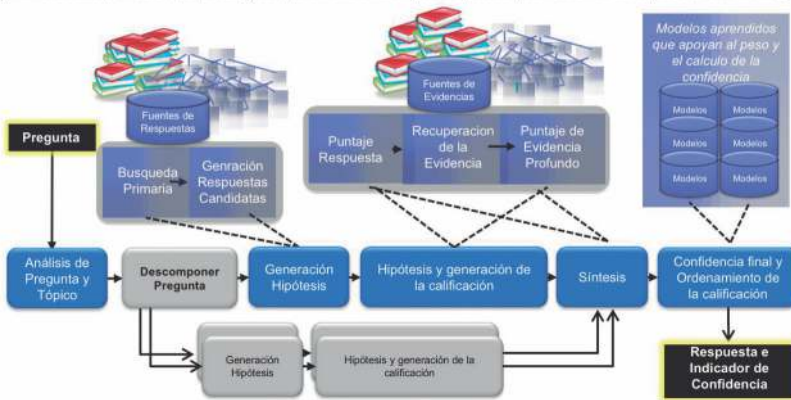 Modelos aprendidos
que apoyan al peso y
el calculo de la
confidencia
Fuentes de
Respuestas
Fuentes de
Evidencias
Modelos
Modelos
Modelos
Modelos
Modelos
Modelos
Pregunta
Busqueda
Primaria
Genración
Respuestas
Candidatas
Puntaje
Respuesta
Recuperacion
de la
Evidencia
Puntaje de
Evidencia
Profundo
Análisis de
Pregunta y
Tópico
Descomponer
Pregunta
Generación
Hipótesis
Hipótesis y generación de
la calificación
Síntesis
Confidencia final y
Ordenamiento de
la calificación
Generación
Hipótesis
Hipótesis y generación de la
calificación
Respuesta e
Indicador de
Confidencia